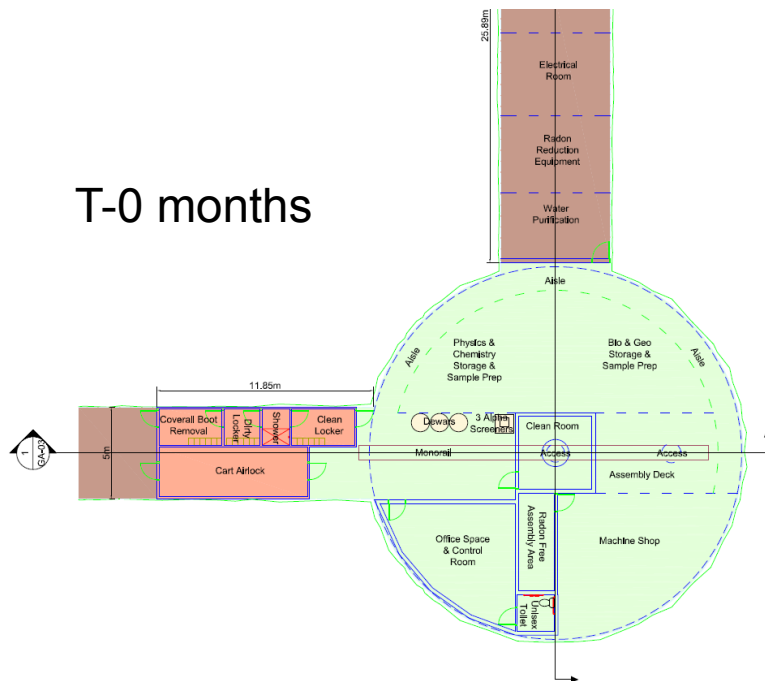 25.89m
Electrical
Room
Radon
Reduction
Equipment
Water
Purification
T-0 months
Aisle
Aisle
Aisle
Physics &
Chemistry
Storage &
Sample Prep
Bio & Geo
Storage &
Sample Prep
11.85m
Coverall Boot
Removal
Dirty
Locker
Shower
Clean
Locker
Dewars
3 Alpha
Screeners
Clean Room
1
GA-03
5m
Cart Airlock
Monorail
Access
Access
Assembly Deck
Office Space
& Control
Room
Radon Free
Assembly Area
Machine Shop
Unisex
Toilet